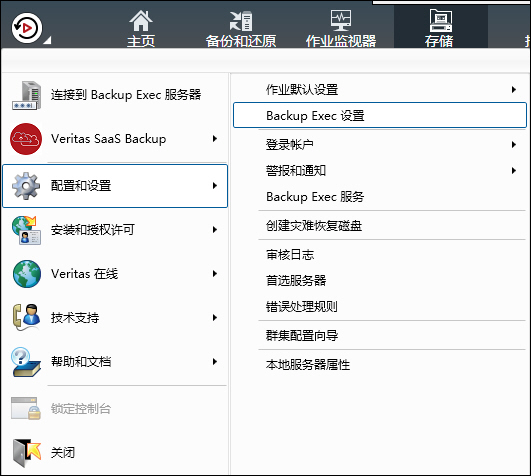 主页
备份和还原
作业监视器
存储
连接到 Backup Exec 服务器
Veritas SaaS Backup
配置和设置
安装和授权许可
Veritas 在线
技术支持
帮助和文档
锁定控制台
关闭
作业默认设置
Backup Exec 设置
登录帐户
警报和通知
Backup Exec 服务
创建灾难恢复磁盘
审核日志
首选服务器
错误处理规则
群集配置向导
本地服务器属性